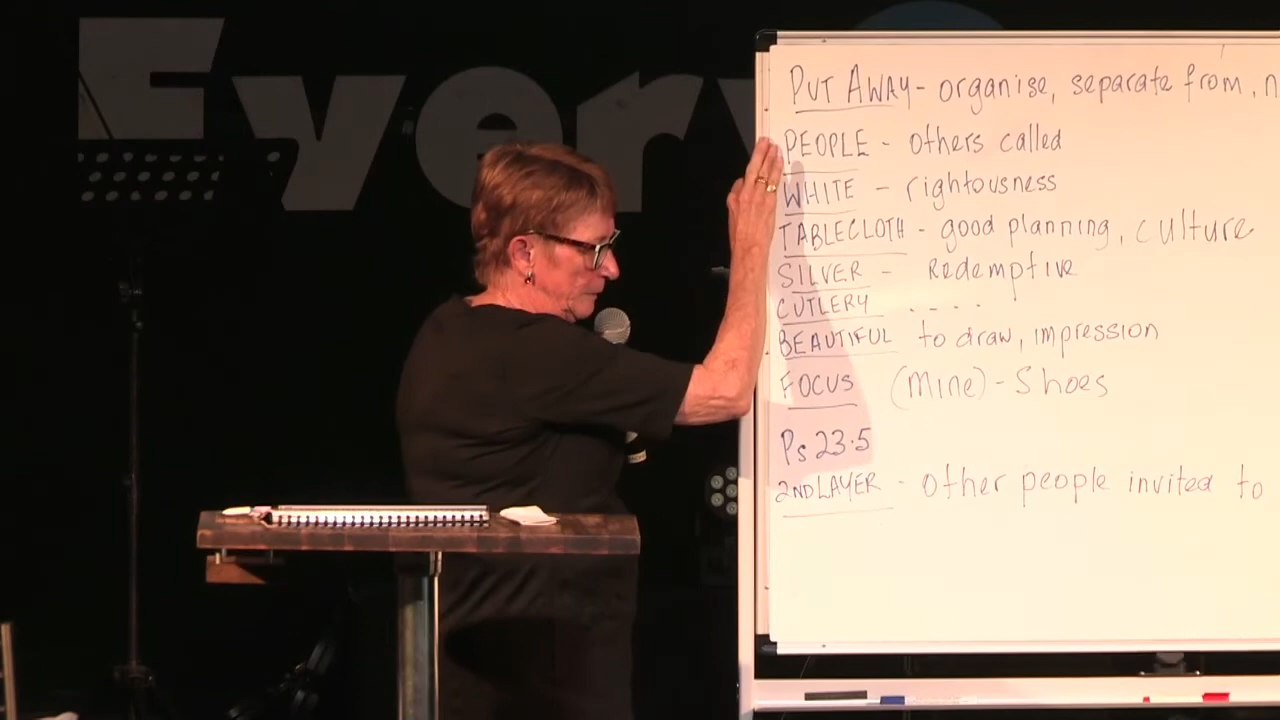 Every
PUT AWAY - organise, separate from, n
PEOPLE - others called
WHITE - rightousness
TABLECLOTH - good planning, culture
SILVER - Redemptive
CUTLERY ....
BEAUTIFUL to draw, impression
FOCUS (Mine) - Shoes
Ps 23.5
2ND LAYER - other people invited to